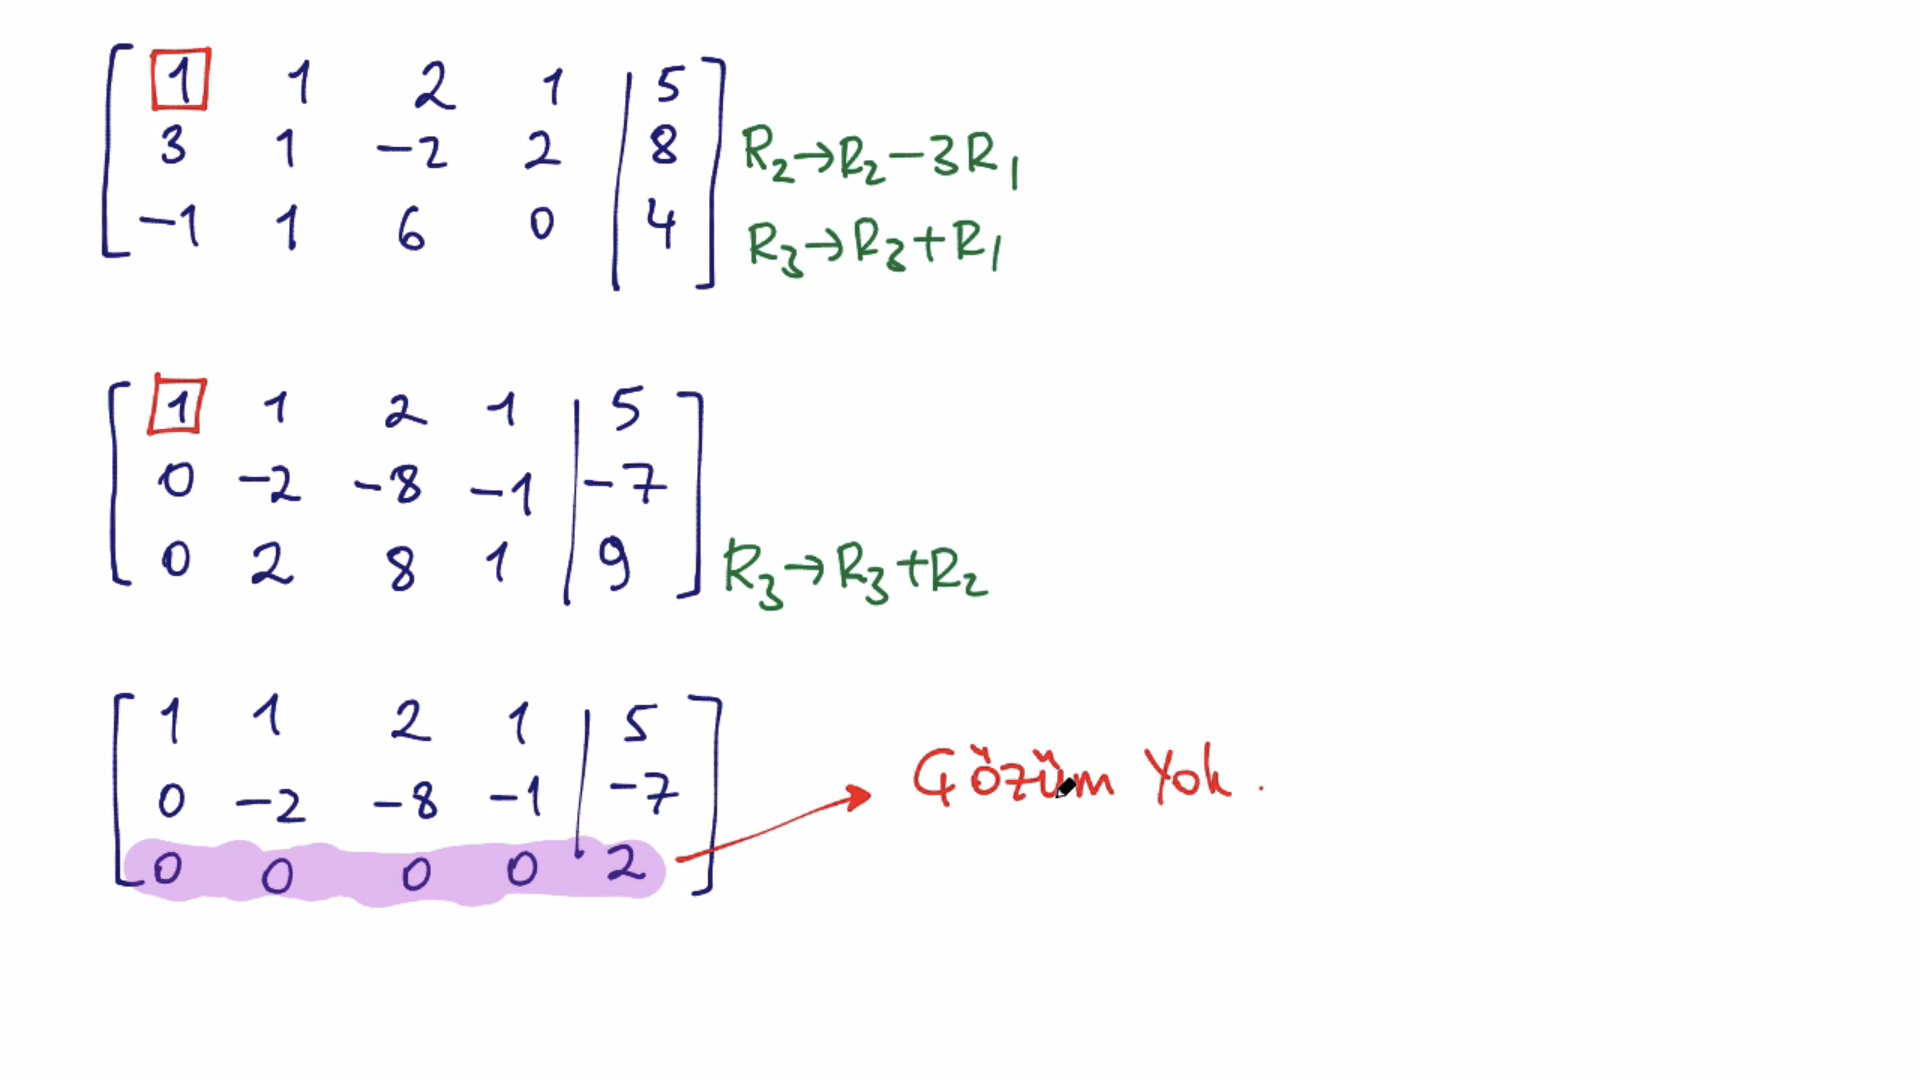 1 1 2 1 | 5
3 1 -2 2 | 8 R₂→R₂-3R₁
-1 1 6 0 | 4 R₃→R₃+R₁
1 1 2 1 | 5
0 -2 -8 -1 | -7
0 2 8 1 | 9 R₃→R₃+R₂
1 1 2 1 | 5
0 -2 -8 -1 | -7 Çözüm Yok.
0 0 0 0 2